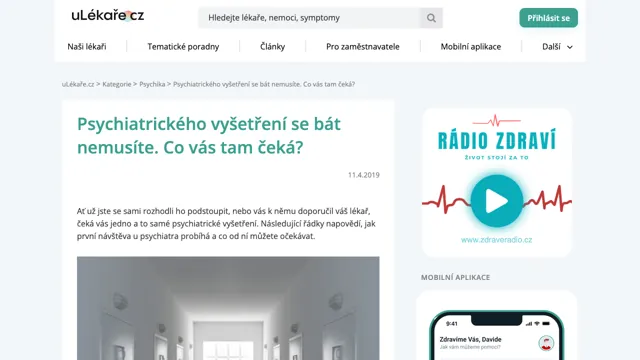 uLékaře.cz
Hledejte lékaře, nemoci, symptomy
Přihlásit se
Naši lékaři
Tematické poradny
Články
Pro zaměstnavatele
Mobilní aplikace
Další
uLékaře.cz > Kategorie > Psychika > Psychiatrického vyšetření se bát nemusíte. Co vás tam čeká?
Psychiatrického vyšetření se bát
nemusíte. Co vás tam čeká?
11.4.2019
Ať už jste se sami rozhodli ho podstoupit, nebo vás k němu doporučil váš lékař,
čeká vás jedno a to samé psychiatrické vyšetření. Následující řádky napovědí, jak
první návštěva u psychiatra probíhá a co od ní můžete očekávat.
RÁDIO ZDRAVÍ
ŽIVOT STOJÍ ZA TO
www.zdraveradio.cz
MOBILNÍ APLIKACE
9:41
Zdravíme Vás, Davide
Jak vám můžeme pomoci?